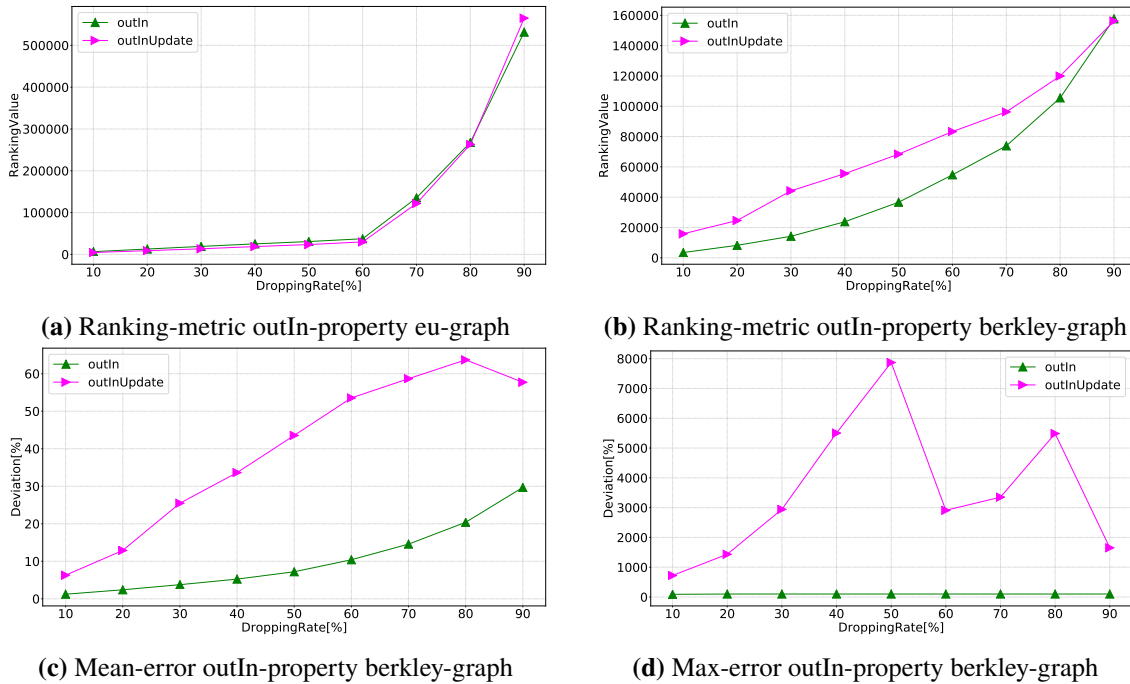 outIn
outInUpdate
RankingValue
500000
400000
300000
200000
100000
0
10 20 30 40 50 60 70 80 90
DroppingRate[%]
(a) Ranking-metric outIn-property eu-graph
outIn
outInUpdate
RankingValue
160000
140000
120000
100000
80000
60000
40000
20000
0
10 20 30 40 50 60 70 80 90
DroppingRate[%]
(b) Ranking-metric outIn-property berkley-graph
outIn
outInUpdate
Deviation[%]
60
50
40
30
20
10
0
10 20 30 40 50 60 70 80 90
DroppingRate[%]
(c) Mean-error outIn-property berkley-graph
outIn
outInUpdate
Deviation[%]
8000
7000
6000
5000
4000
3000
2000
1000
0
10 20 30 40 50 60 70 80 90
DroppingRate[%]
(d) Max-error outIn-property berkley-graph